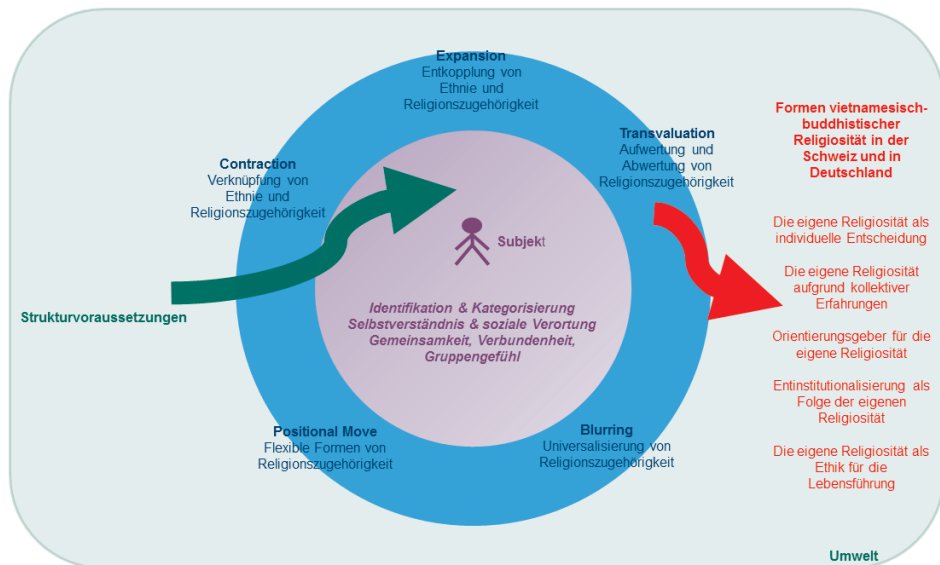 Expansion
Entkopplung von
Ethnie und
Religionszugehörigkeit
Contraction
Verknüpfung von
Ethnie und
Religionszugehörigkeit
Transvaluation
Aufwertung und
Abwertung von
Religionszugehörigkeit
Subjekt
Identifikation & Kategorisierung
Selbstverständnis & soziale Verortung
Gemeinsamkeit, Verbundenheit,
Gruppengefühl
Strukturvoraussetzungen
Positional Move
Flexible Formen von
Religionszugehörigkeit
Blurring
Universalisierung von
Religionszugehörigkeit
Formen vietnamesisch-
buddhistischer
Religiosität in der
Schweiz und in
Deutschland
Die eigene Religiosität als
individuelle Entscheidung
Die eigene Religiosität
aufgrund kollektiver
Erfahrungen
Orientierungsgeber für die
eigene Religiosität
Entinstitutionalisierung als
Folge der eigenen
Religiosität
Die eigene Religiosität als
Ethik für die
Lebensführung
Umwelt